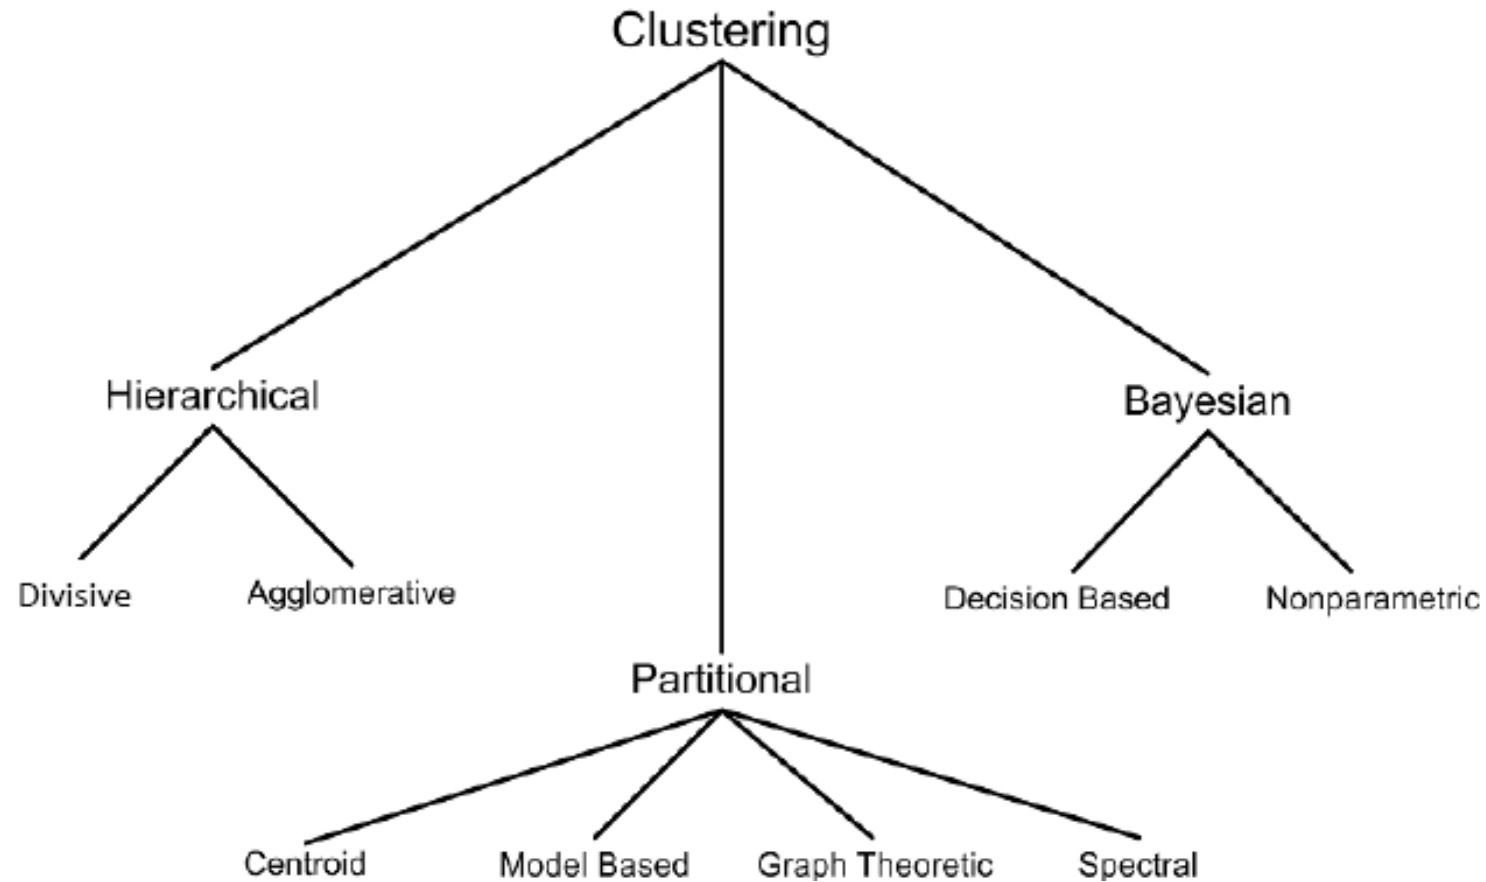 Clustering
Hierarchical
Bayesian
Divisive
Agglomerative
Decision Based
Nonparametric
Partitional
Centroid
Model Based
Graph Theoretic
Spectral